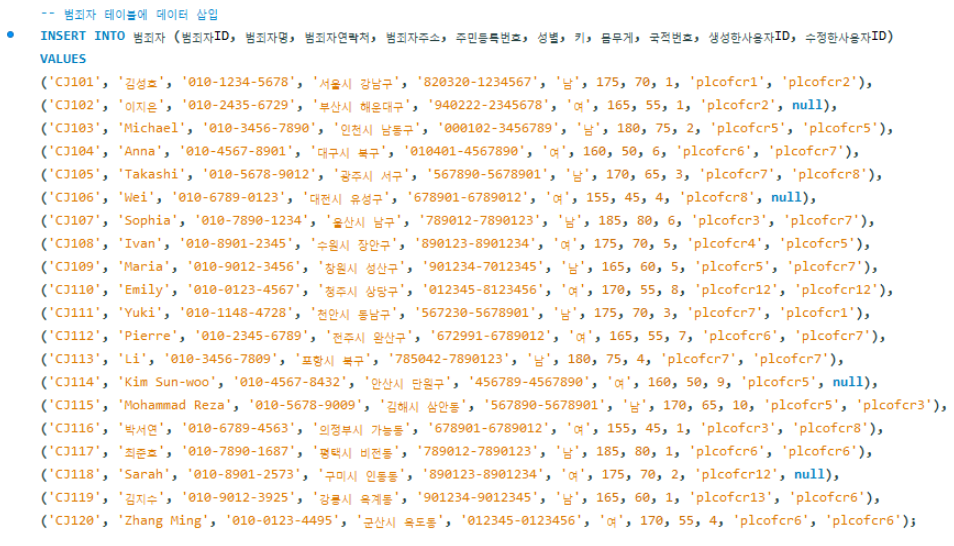 -- 범죄자 테이블에 데이터 삽입
INSERT INTO 범죄자 (범죄자ID, 범죄자명, 범죄자연락처, 범죄자주소, 주민등록번호, 성별, 키, 몸무게, 국적번호, 생성한사용자ID, 수정한사용자ID)
VALUES
('CJ101', '김성호', '010-1234-5678', '서울시 강남구', '820320-1234567', '남', 175, 70, 1, 'plcofcr1', 'plcofcr2'),
('CJ102', '이지은', '010-2435-6729', '부산시 해운대구', '940222-2345678', '여', 165, 55, 1, 'plcofcr2', null),
('CJ103', 'Michael', '010-3456-7890', '인천시 남동구', '000102-3456789', '남', 180, 75, 2, 'plcofcr5', 'plcofcr5'),
('CJ104', 'Anna', '010-4567-8901', '대구시 북구', '010401-4567890', '여', 160, 50, 6, 'plcofcr6', 'plcofcr7'),
('CJ105', 'Takashi', '010-5678-9012', '광주시 서구', '567890-5678901', '남', 170, 65, 3, 'plcofcr7', 'plcofcr8'),
('CJ106', 'Wei', '010-6789-0123', '대전시 유성구', '678901-6789012', '여', 155, 45, 4, 'plcofcr8', null),
('CJ107', 'Sophia', '010-7890-1234', '울산시 남구', '789012-7890123', '남', 185, 80, 6, 'plcofcr3', 'plcofcr7'),
('CJ108', 'Ivan', '010-8901-2345', '수원시 장안구', '890123-8901234', '여', 175, 70, 5, 'plcofcr4', 'plcofcr5'),
('CJ109', 'Maria', '010-9012-3456', '창원시 성산구', '901234-7012345', '남', 165, 60, 5, 'plcofcr5', 'plcofcr7'),
('CJ110', 'Emily', '010-0123-4567', '청주시 상당구', '012345-8123456', '여', 170, 55, 8, 'plcofcr12', 'plcofcr12'),
('CJ111', 'Yuki', '010-1148-4728', '천안시 동남구', '567230-5678901', '남', 175, 70, 3, 'plcofcr7', 'plcofcr1'),
('CJ112', 'Pierre', '010-2345-6789', '전주시 완산구', '672991-6789012', '여', 165, 55, 7, 'plcofcr6', 'plcofcr7'),
('CJ113', 'Li', '010-3456-7809', '포항시 북구', '785042-7890123', '남', 180, 75, 4, 'plcofcr7', 'plcofcr7'),
('CJ114', 'Kim Sun-woo', '010-4567-8432', '안산시 단원구', '456789-4567890', '여', 160, 50, 9, 'plcofcr5', null),
('CJ115', 'Mohammad Reza', '010-5678-9009', '김해시 삼안동', '567890-5678901', '남', 170, 65, 10, 'plcofcr5', 'plcofcr3'),
('CJ116', '박서연', '010-6789-4563', '의정부시 가능동', '678901-6789012', '여', 155, 45, 1, 'plcofcr3', 'plcofcr8'),
('CJ117', '최준호', '010-7890-1687', '평택시 비전동', '789012-7890123', '남', 185, 80, 1, 'plcofcr6', 'plcofcr6'),
('CJ118', 'Sarah', '010-8901-2573', '구미시 인동동', '890123-8901234', '여', 175, 70, 2, 'plcofcr12', null),
('CJ119', '김지수', '010-9012-3925', '강릉시 옥계동', '901234-9012345', '남', 165, 60, 1, 'plcofcr13', 'plcofcr6'),
('CJ120', 'Zhang Ming', '010-0123-4495', '군산시 옥도동', '012345-0123456', '여', 170, 55, 4, 'plcofcr6', 'plcofcr6');